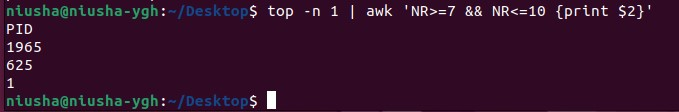 niusha@niusha-ygh:~/Desktop$ top -n 1 | awk 'NR>=7 && NR<=10 {print $2}'
PID
1965
625
1
niusha@niusha-ygh:~/Desktop$